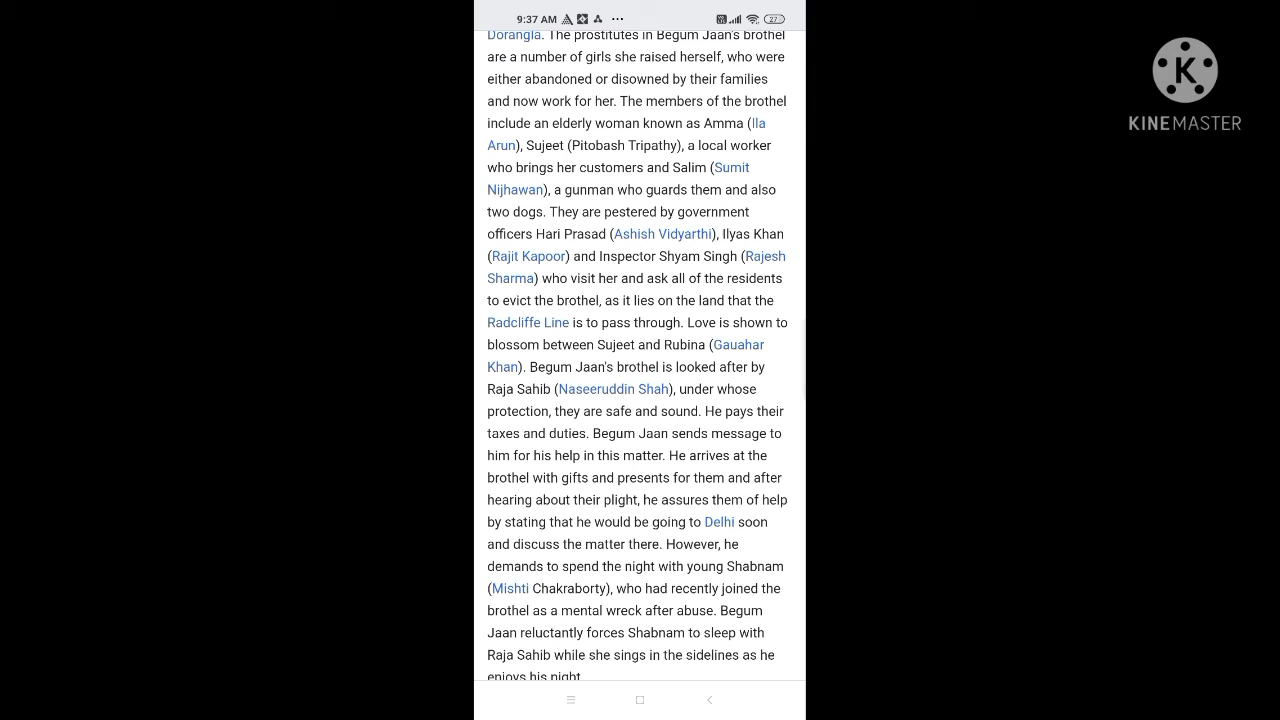 9:37 AM
27
Dorangla. The prostitutes in Begum Jaan's brothel
are a number of girls she raised herself, who were
either abandoned or disowned by their families
and now work for her. The members of the brothel
include an elderly woman known as Amma (Ila
Arun), Sujeet (Pitobash Tripathy), a local worker
who brings her customers and Salim (Sumit
Nijhawan), a gunman who guards them and also
two dogs. They are pestered by government
officers Hari Prasad (Ashish Vidyarthi), Ilyas Khan
(Rajit Kapoor) and Inspector Shyam Singh (Rajesh
Sharma) who visit her and ask all of the residents
to evict the brothel, as it lies on the land that the
Radcliffe Line is to pass through. Love is shown to
blossom between Sujeet and Rubina (Gauahar
Khan). Begum Jaan's brothel is looked after by
Raja Sahib (Naseeruddin Shah), under whose
protection, they are safe and sound. He pays their
taxes and duties. Begum Jaan sends message to
him for his help in this matter. He arrives at the
brothel with gifts and presents for them and after
hearing about their plight, he assures them of help
by stating that he would be going to Delhi soon
and discuss the matter there. However, he
demands to spend the night with young Shabnam
(Mishti Chakraborty), who had recently joined the
brothel as a mental wreck after abuse. Begum
Jaan reluctantly forces Shabnam to sleep with
Raja Sahib while she sings in the sidelines as he
enjoys his night.
K
KINEMASTER